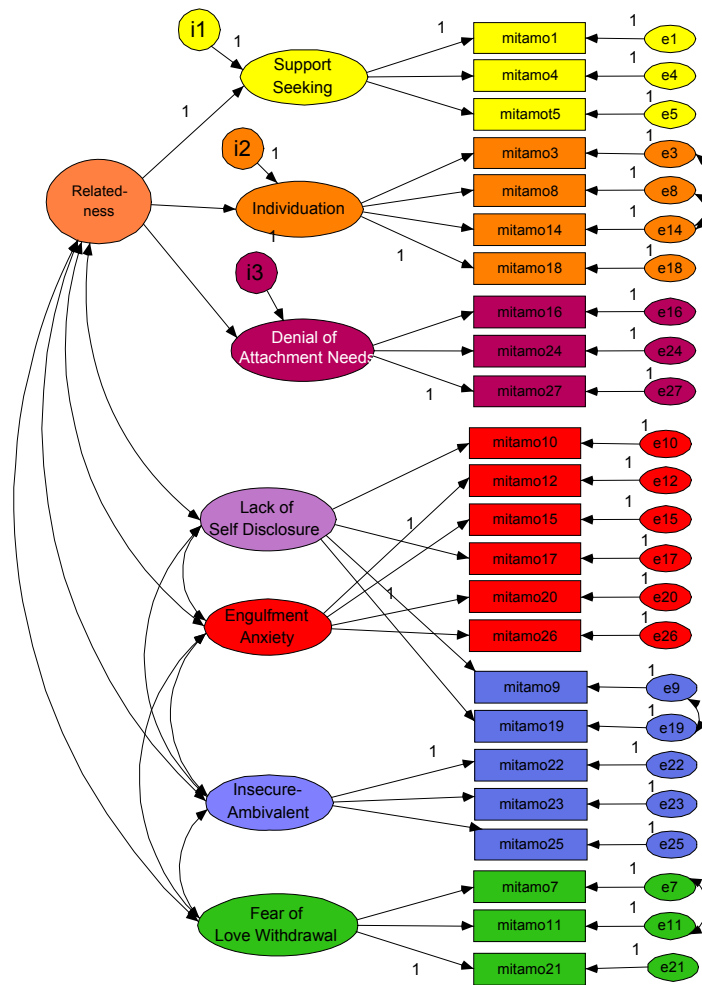 i1
1
1
1
Support
Seeking
mitamo1
1
e1
mitamo4
1
e4
mitamot5
1
e5
i2
1
Related-
ness
Individuation
1
1
mitamo3
1
e3
mitamo8
1
e8
mitamo14
1
e14
mitamo18
1
e18
i3
Denial of
Attachment Needs
1
mitamo16
1
e16
mitamo24
1
e24
mitamo27
1
e27
mitamo10
1
e10
mitamo12
1
e12
Lack of
Self Disclosure
1
mitamo15
1
e15
mitamo17
1
e17
1
Engulfment
Anxiety
mitamo20
1
e20
mitamo26
1
e26
mitamo9
1
e9
mitamo19
1
e19
1
mitamo22
1
e22
Insecure-
Ambivalent
mitamo23
1
e23
mitamo25
1
e25
mitamo7
1
e7
Fear of
Love Withdrawal
mitamo11
1
e11
1
mitamo21
1
e21